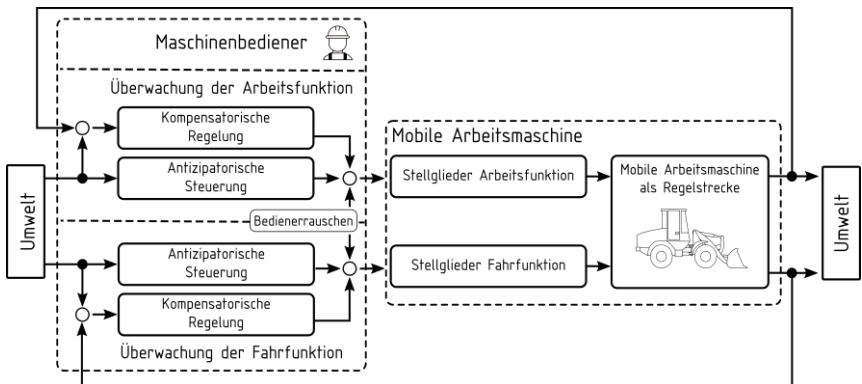 Maschinenbediener
Überwachung der Arbeitsfunktion
Kompensatorische
Regelung
Antizipatorische
Steuerung
Umwelt
Bedienerrauschen
Antizipatorische
Steuerung
Kompensatorische
Regelung
Überwachung der Fahrfunktion
Mobile Arbeitsmaschine
Stellglieder Arbeitsfunktion
Stellglieder Fahrfunktion
Mobile Arbeitsmaschine
als Regelstrecke
Umwelt